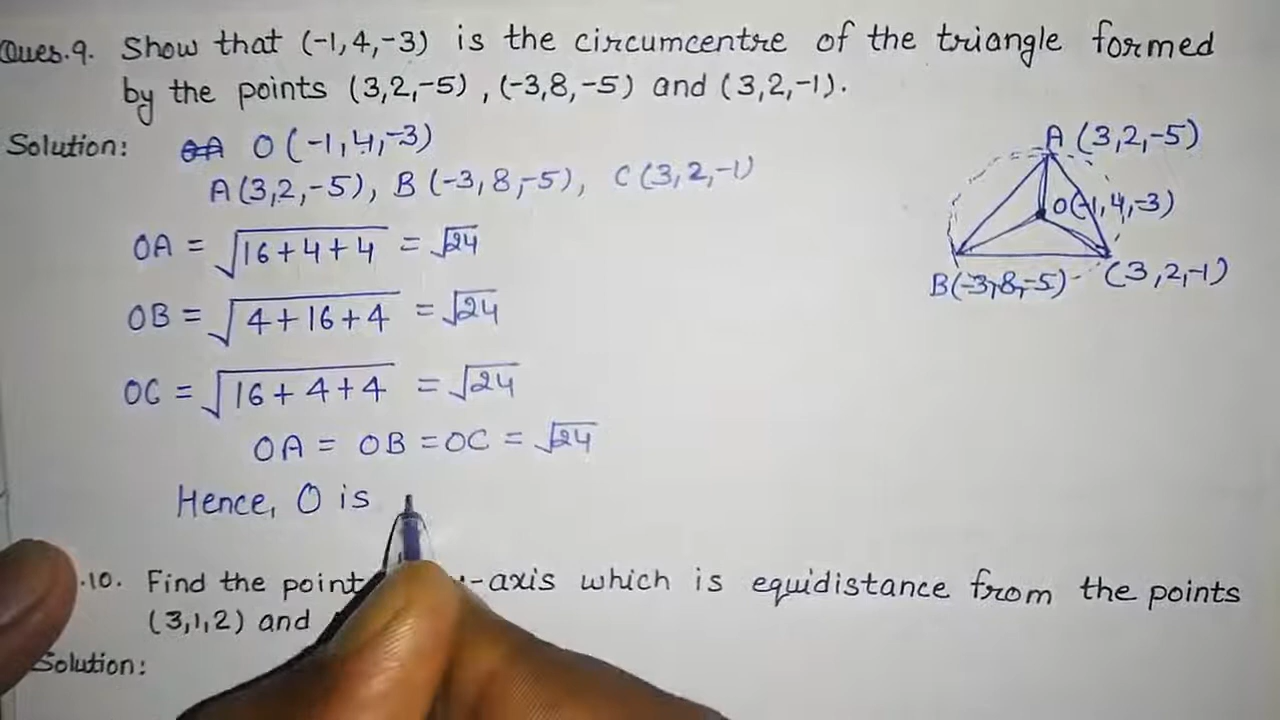 Ques.9. Show that (-1,4,-3) is the circumcentre of the triangle formed
by the points (3,2,-5), (-3,8,-5) and (3,2,-1).
Solution: O(-1,4,-3)
A(3,2,-5), B(-3,8,-5), C(3,2,-1)
OA = √16+4+4 = √24
OB = √4+16+4 = √24
OC = √16+4+4 = √24
OA = OB = OC = √24
Hence, O is
A(3,2,-5)
O(-1,4,-3)
B(-3,8,-5)
(3,2,-1)
.10. Find the point -axis which is equidistance from the points
(3,1,2) and
Solution: